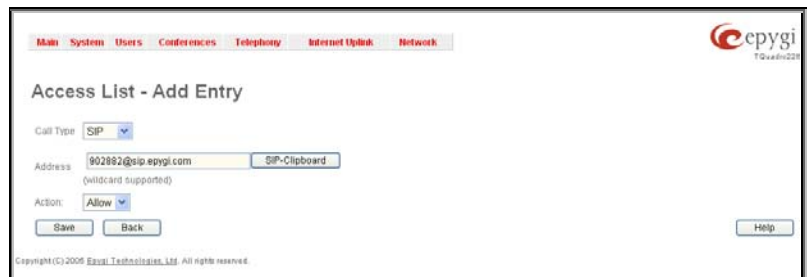 Main System Users Conferences Telephony Internet Uplink Network
epygi
Access List - Add Entry
Call Type SIP
Address 902882@sip.epygi.com SIP-Clipboard
(wildcard supported)
Action: Allow
Save Back Help
Copyright (C) 2006 Epygi Technologies, Ltd. All rights reserved.